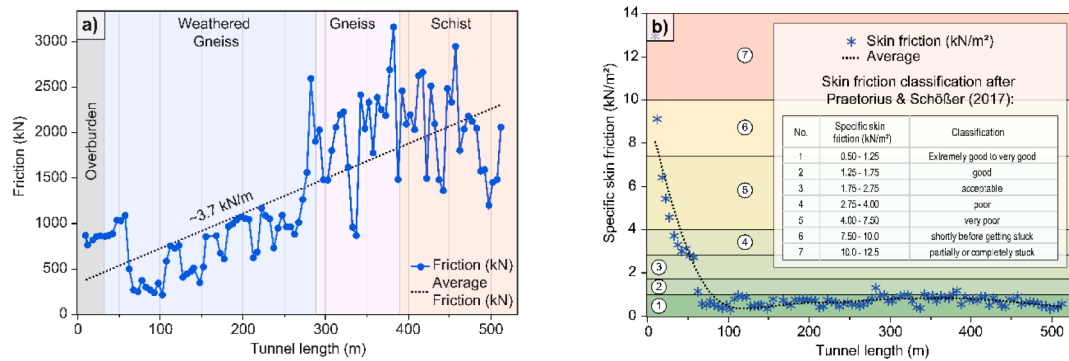 a)
Weathered
Gneiss
Gneiss
Schist
Overburden
~3.7 kN/m
Friction (kN)
Average
Friction (kN)
3000
2500
2000
1500
1000
500
0
Friction (kN)
0
100
200
300
400
500
Tunnel length (m)
b)
Skin friction (kN/m²)
Average
Skin friction classification after
Praetorius & Schößer (2017):
No. Specific skin friction (kN/m²) Classification
1 0.50 - 1.25 Extremely good to very good
2 1.25 - 1.75 good
3 1.75 - 2.75 acceptable
4 2.75 - 4.00 poor
5 4.00 - 7.50 very poor
6 7.50 - 10.0 shortly before getting stuck
7 10.0 - 12.5 partially or completely stuck
7
6
5
4
3
2
1
14
12
10
8
6
4
2
0
Specific skin friction (kN/m²)
0
100
200
300
400
500
Tunnel length (m)